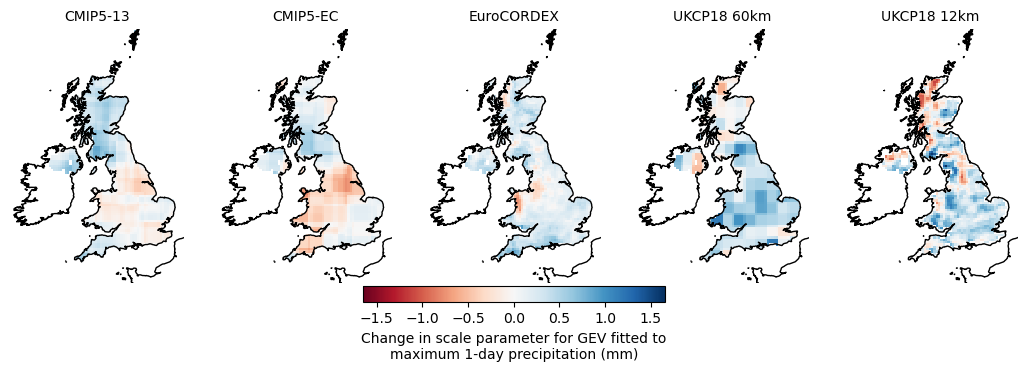 CMIP5-13
CMIP5-EC
EuroCORDEX
UKCP18 60km
UKCP18 12km
−1.5 −1.0 −0.5 0.0 0.5 1.0 1.5
Change in scale parameter for GEV fitted to
maximum 1-day precipitation (mm)